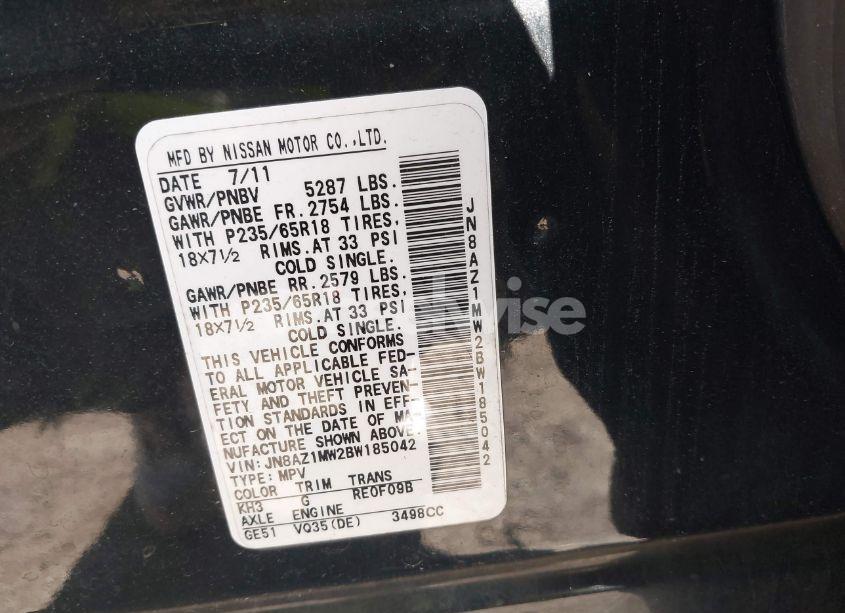 MFD BY NISSAN MOTOR CO.,LTD.
DATE 7/11
GVWR/PNBV 5287 LBS.
GAWR/PNBE FR. 2754 LBS.
WITH P235/65R18 TIRES,
18X7½ RIMS.AT 33 PSI
COLD SINGLE.
GAWR/PNBE RR. 2579 LBS.
WITH P235/65R18 TIRES,
18X7½ RIMS.AT 33 PSI
COLD SINGLE.
THIS VEHICLE CONFORMS
TO ALL APPLICABLE FED-
ERAL MOTOR VEHICLE SA-
FETY AND THEFT PREVEN-
TION STANDARDS IN EFF-
ECT ON THE DATE OF MA-
NUFACTURE SHOWN ABOVE.
VIN: JN8AZ1MW2BW185042
TYPE: MPV
COLOR TRIM TRANS
KH3 G RE0F09B
AXLE ENGINE
GE51 VQ35(DE) 3498CC
JN8AZ1MW2BW185042